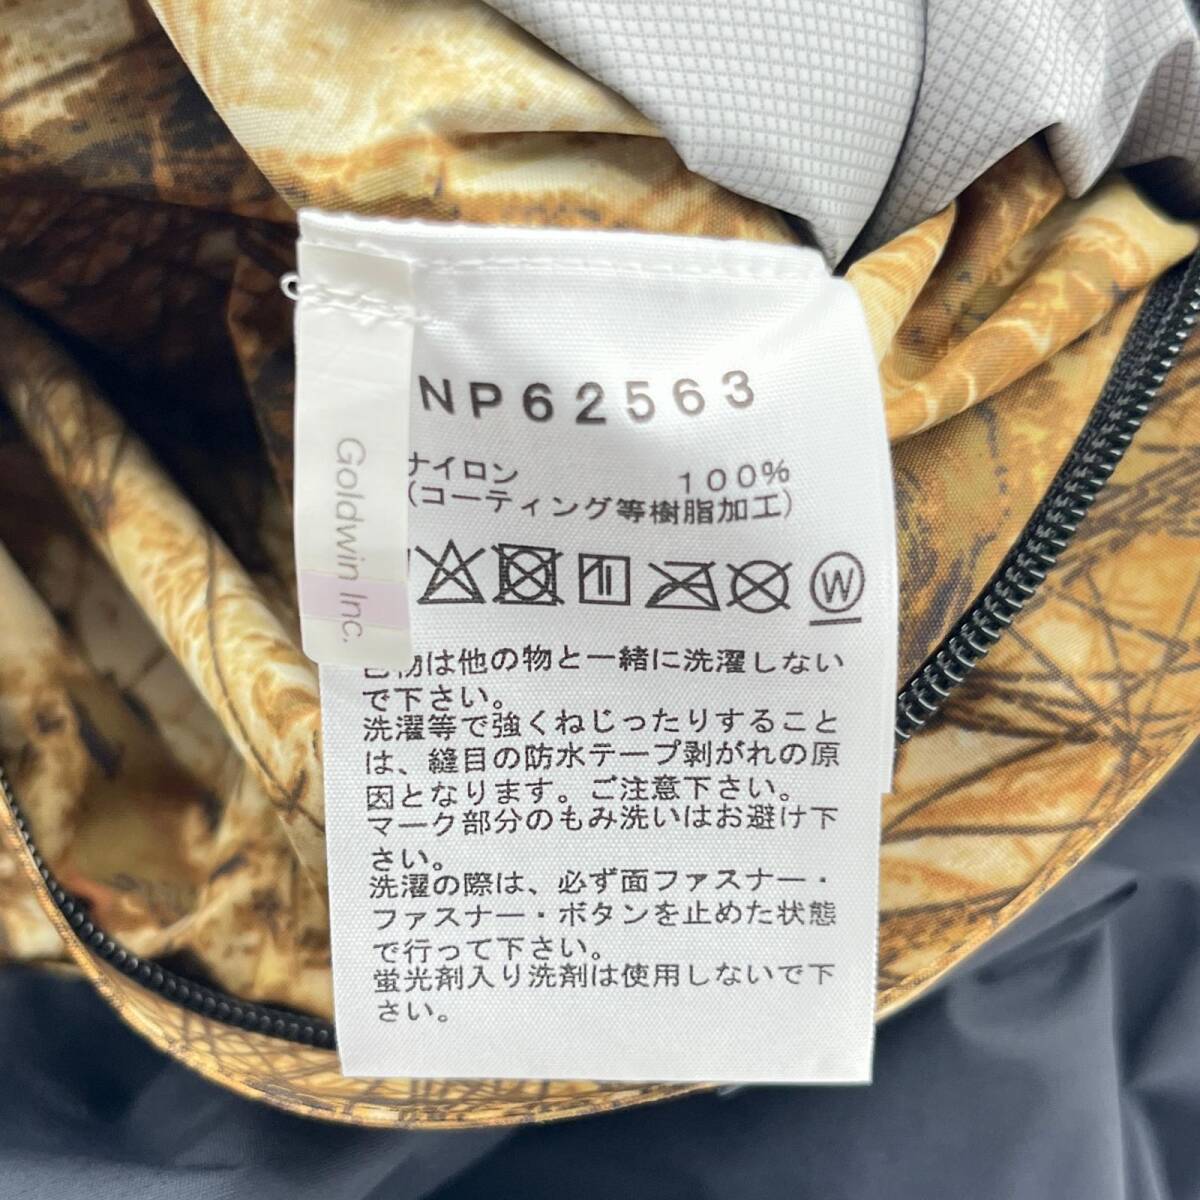 NP62563
Goldwin Inc.
ナイロン 100%
(コーティング等樹脂加工)
W
物は他の物と一緒に洗濯しない
で下さい。
洗濯等で強くねじったりすること
は、縫目の防水テープ剥がれの原
因となります。ご注意下さい。
マーク部分のもみ洗いはお避け下
さい。
洗濯の際は、必ず面ファスナー・
ファスナー・ボタンを止めた状態
で行って下さい。
蛍光剤入り洗剤は使用しないで下
さい。